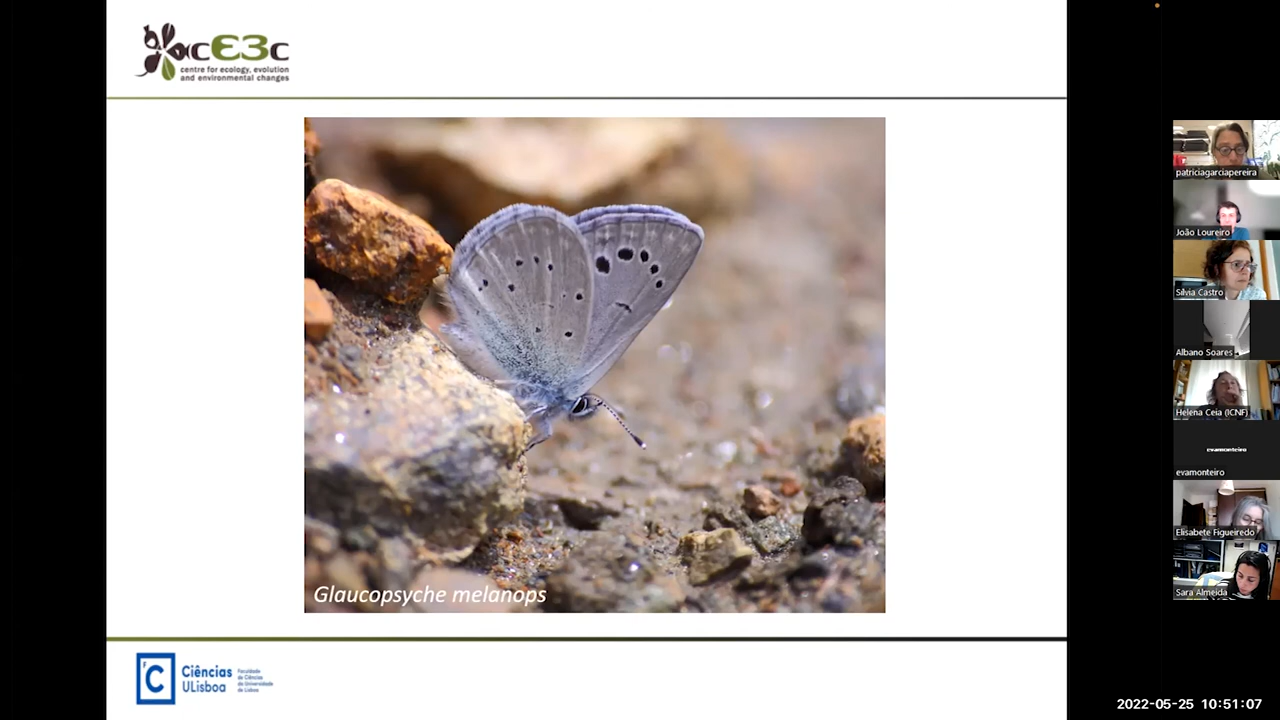 cE3c
centre for ecology, evolution
and environmental changes
Glaucopsyche melanops
Ciências
ULisboa
Faculdade
de Ciências
da Universidade
de Lisboa
patriciagarciapereira
João Loureiro
Sílvia Castro
Albano Soares
Helena Ceia (ICNF)
evamonteiro
evamonteiro
Elisabete Figueiredo
Sara Almeida
2022-05-25 10:51:07